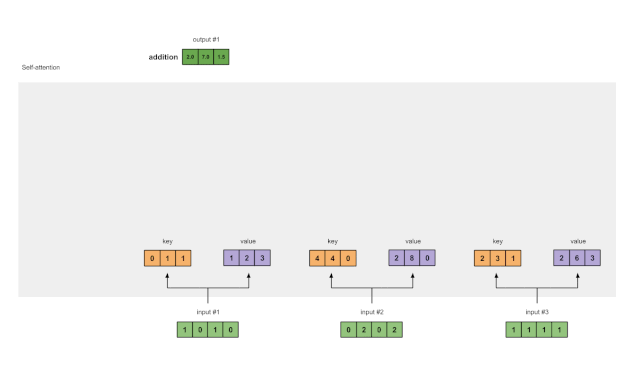 output #1
addition 2.0 7.0 1.5
Self-attention
key value key value key value
0 1 1 1 2 3 4 4 0 2 8 0 2 3 1 2 6 3
input #1 input #2 input #3
1 0 1 0 0 2 0 2 1 1 1 1